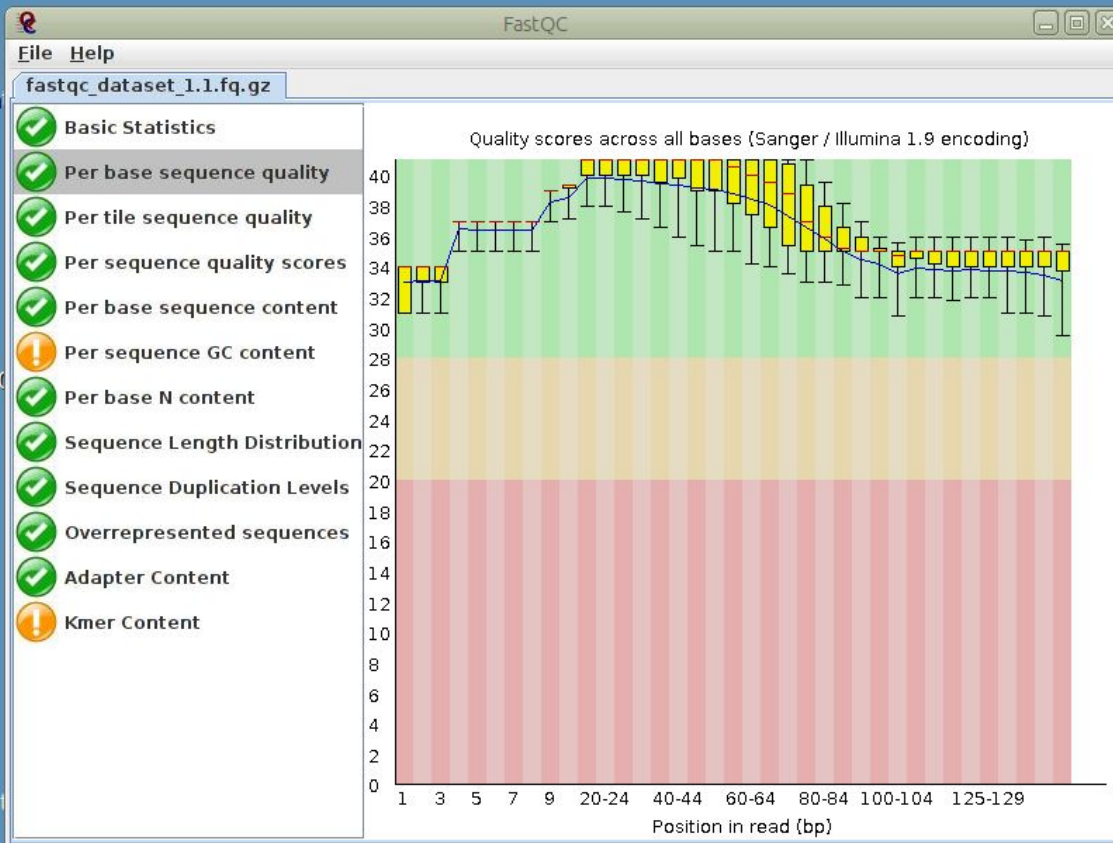 FastQC
File Help
fastqc_dataset_1.1.fq.gz
Basic Statistics
Per base sequence quality
Per tile sequence quality
Per sequence quality scores
Per base sequence content
Per sequence GC content
Per base N content
Sequence Length Distribution
Sequence Duplication Levels
Overrepresented sequences
Adapter Content
Kmer Content
Quality scores across all bases (Sanger / Illumina 1.9 encoding)
40
38
36
34
32
30
28
26
24
22
20
18
16
14
12
10
8
6
4
2
0
1 3 5 7 9 20-24 40-44 60-64 80-84 100-104 125-129
Position in read (bp)